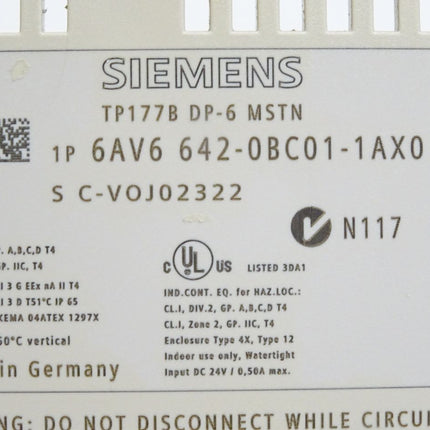 SIEMENS
TP177B DP-6 MSTN
1P 6AV6 642-0BC01-1AX0
S C-VOJ02322
N117
C UL US LISTED 3DA1
IND.CONT. EQ. for HAZ.LOC.:
CL.I, DIV.2, GP. A,B,C,D T4
CL.I, Zone 2, GP. IIC, T4
Enclosure Type 4X, Type 12
Indoor use only, Watertight
Input DC 24V / 0,50A max.
. A,B,C,D T4
GP. IIC, T4
I 3 G EEx nA II T4
I 3 D T51°C IP 65
KEMA 04ATEX 1297X
50°C vertical
in Germany
NG: DO NOT DISCONNECT WHILE CIRCU